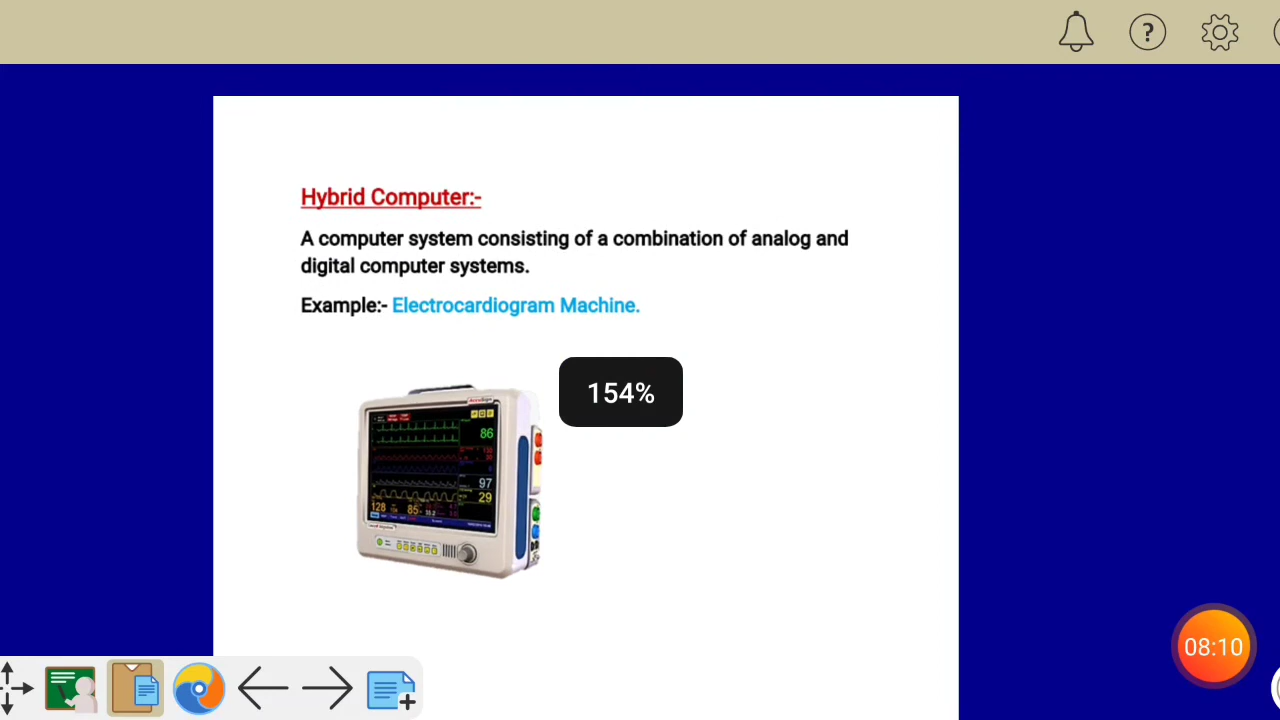 Hybrid Computer:-
A computer system consisting of a combination of analog and
digital computer systems.
Example:- Electrocardiogram Machine.
154%
86
97
29
128
85
08:10